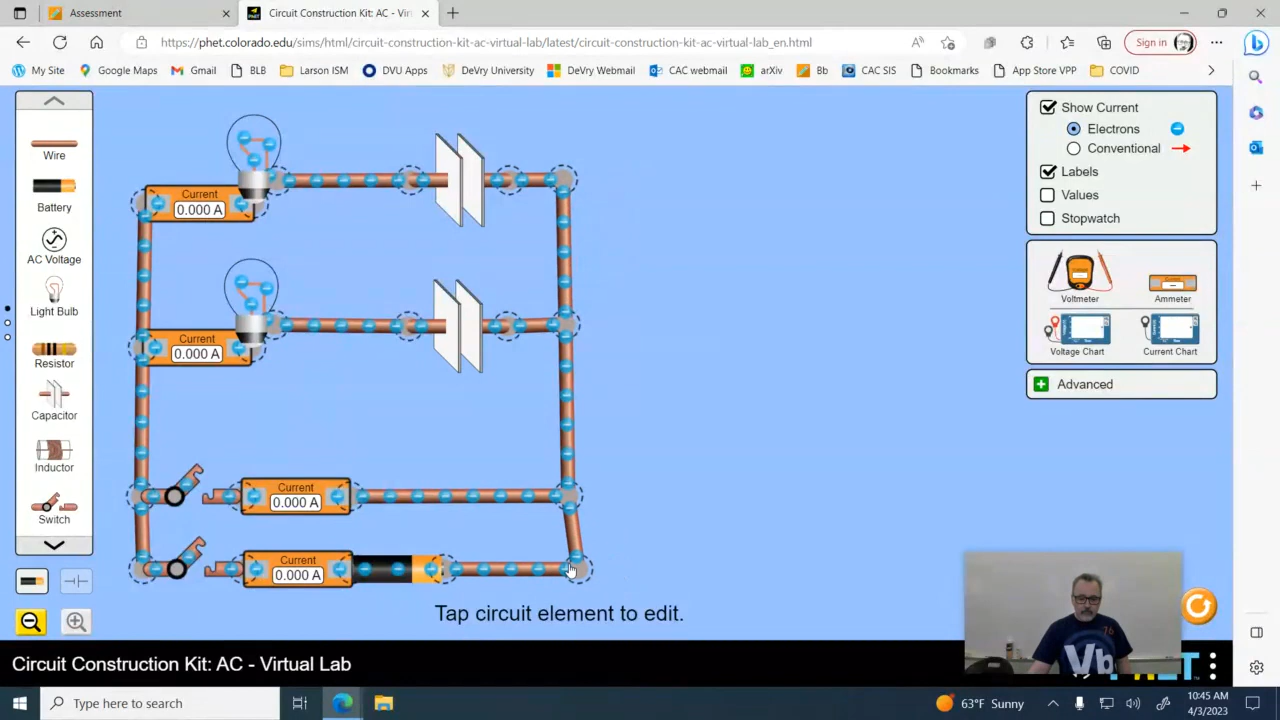 Assessment
Circuit Construction Kit: AC - Vir
https://phet.colorado.edu/sims/html/circuit-construction-kit-ac-virtual-lab/latest/circuit-construction-kit-ac-virtual-lab_en.html
Sign in
My Site
Google Maps
Gmail
BLB
Larson ISM
DVU Apps
DeVry University
DeVry Webmail
CAC webmail
arXiv
Bb
CAC SIS
Bookmarks
App Store VPP
COVID
Wire
Battery
AC Voltage
Light Bulb
Resistor
Capacitor
Inductor
Switch
Current
0.000 A
Current
0.000 A
Current
0.000 A
Current
0.000 A
Tap circuit element to edit.
Show Current
Electrons
Conventional
Labels
Values
Stopwatch
Voltmeter
Ammeter
Voltage Chart
Current Chart
Advanced
16
Vb
Circuit Construction Kit: AC - Virtual Lab
Type here to search
63°F Sunny
10:45 AM
4/3/2023